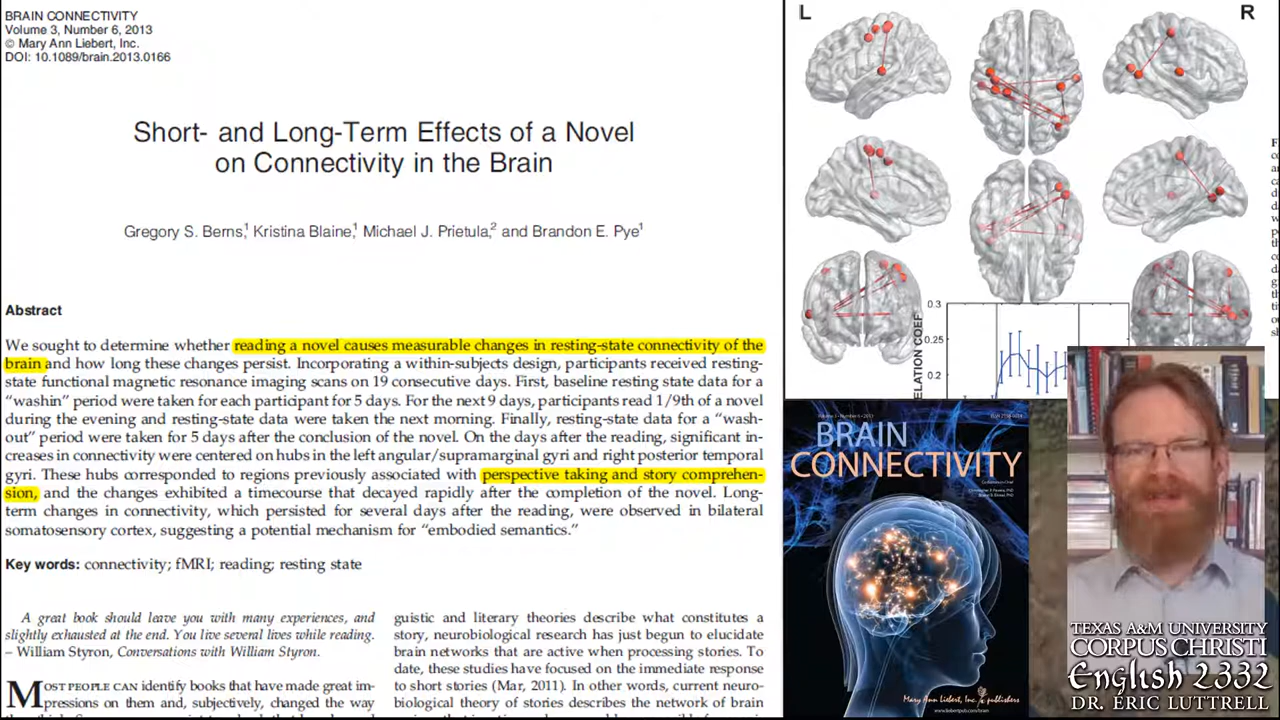 BRAIN CONNECTIVITY
Volume 3, Number 6, 2013
© Mary Ann Liebert, Inc.
DOI: 10.1089/brain.2013.0166
Short- and Long-Term Effects of a Novel
on Connectivity in the Brain
Gregory S. Berns,1 Kristina Blaine,1 Michael J. Prietula,2 and Brandon E. Pye1
Abstract
We sought to determine whether reading a novel causes measurable changes in resting-state connectivity of the
brain and how long these changes persist. Incorporating a within-subjects design, participants received resting-
state functional magnetic resonance imaging scans on 19 consecutive days. First, baseline resting state data for a
“washin” period were taken for each participant for 5 days. For the next 9 days, participants read 1/9th of a novel
during the evening and resting-state data were taken the next morning. Finally, resting-state data for a “wash-
out” period were taken for 5 days after the conclusion of the novel. On the days after the reading, significant in-
creases in connectivity were centered on hubs in the left angular/supramarginal gyri and right posterior temporal
gyri. These hubs corresponded to regions previously associated with perspective taking and story comprehen-
sion, and the changes exhibited a timecourse that decayed rapidly after the completion of the novel. Long-
term changes in connectivity, which persisted for several days after the reading, were observed in bilateral
somatosensory cortex, suggesting a potential mechanism for “embodied semantics.”
Key words: connectivity; fMRI; reading; resting state
A great book should leave you with many experiences, and
slightly exhausted at the end. You live several lives while reading.
– William Styron, Conversations with William Styron.
MOST PEOPLE CAN identify books that have made great im-
pressions on them and, subjectively, changed the way
guistic and literary theories describe what constitutes a
story, neurobiological research has just begun to elucidate
brain networks that are active when processing stories. To
date, these studies have focused on the immediate response
to short stories (Mar, 2011). In other words, current neuro-
biological theory of stories describes the network of brain
L
R
0.3
0.25
0.2
ELATION COEF
BRAIN
CONNECTIVITY
Mary Ann Liebert, Inc. publishers
www.liebertpub.com/brain
TEXAS A&M UNIVERSITY
CORPUS CHRISTI
English 2332
DR. ERIC LUTTRELL